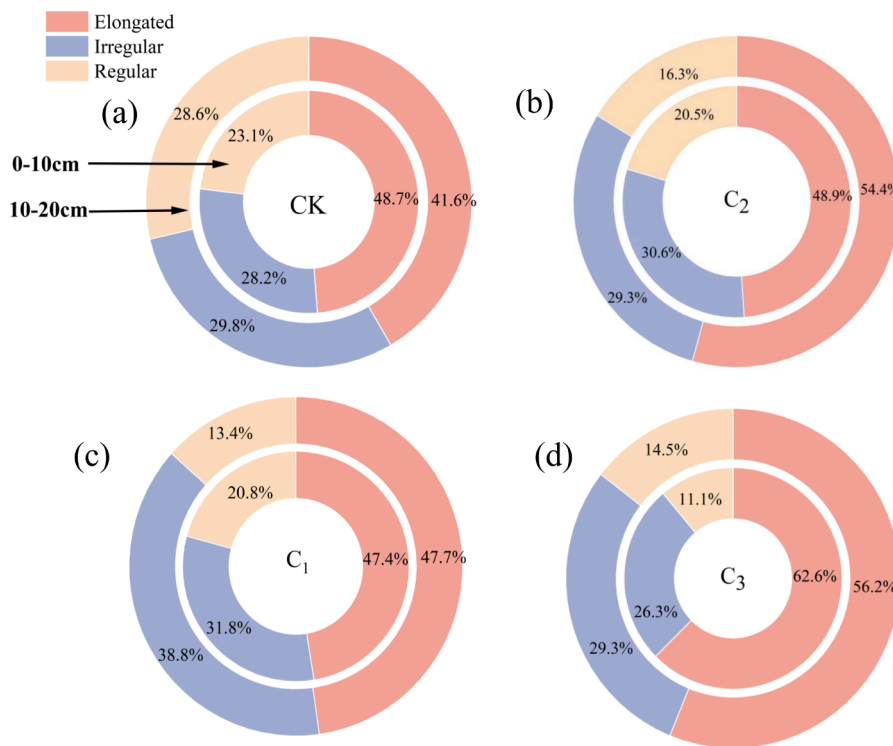 Elongated
Irregular
Regular
(a)
28.6%
23.1%
0-10cm
10-20cm
CK
48.7%
41.6%
28.2%
29.8%
(b)
16.3%
20.5%
C2
48.9%
54.4%
30.6%
29.3%
(c)
13.4%
20.8%
C1
47.4%
47.7%
31.8%
38.8%
(d)
14.5%
11.1%
C3
62.6%
56.2%
26.3%
29.3%